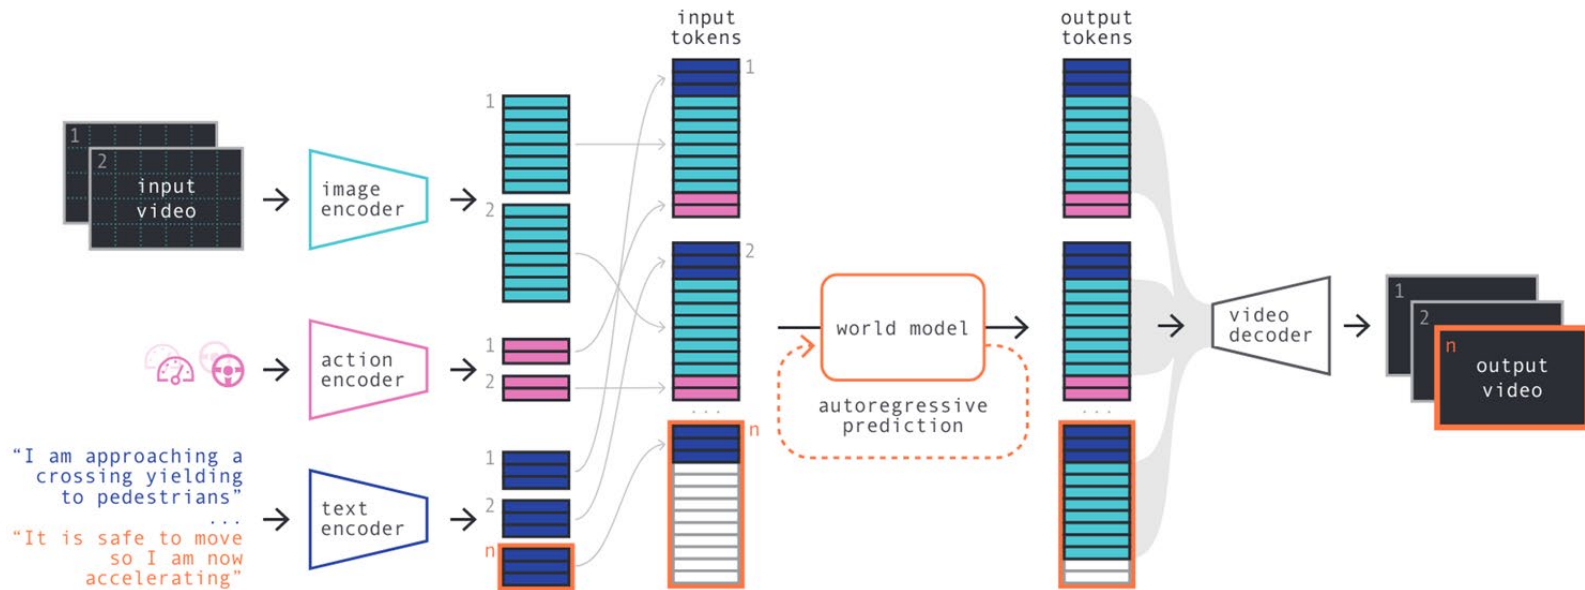 input
tokens
output
tokens
1
2
input
video
image
encoder
1
2
1
2
n
action
encoder
1
2
"I am approaching a
crossing yielding
to pedestrians"
...
"It is safe to move
so I am now
accelerating"
text
encoder
1
2
n
...
world model
autoregressive
prediction
...
video
decoder
1
2
n
output
video